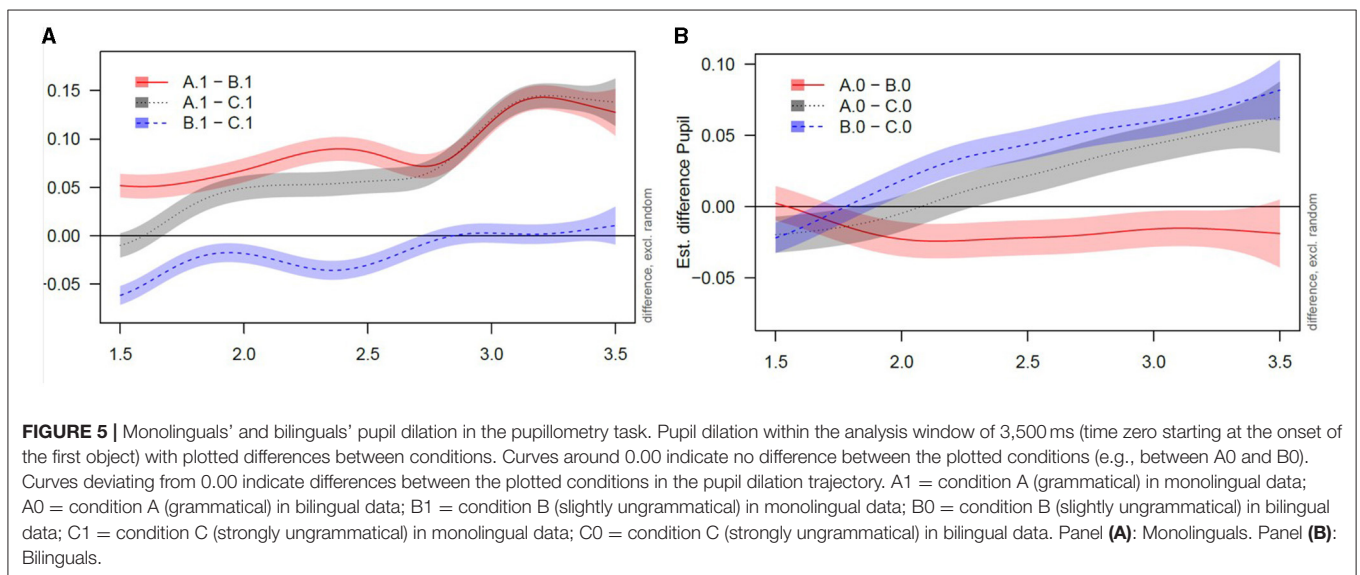 A
A.1 − B.1
A.1 − C.1
B.1 − C.1
0.15
0.10
0.05
0.00
-0.05
1.5 2.0 2.5 3.0 3.5
difference, excl. random
B
A.0 − B.0
A.0 − C.0
B.0 − C.0
Est. difference Pupil
0.10
0.05
0.00
−0.05
1.5 2.0 2.5 3.0 3.5
difference, excl. random
FIGURE 5 | Monolinguals’ and bilinguals’ pupil dilation in the pupillometry task. Pupil dilation within the analysis window of 3,500 ms (time zero starting at the onset of
the first object) with plotted differences between conditions. Curves around 0.00 indicate no difference between the plotted conditions (e.g., between A0 and B0).
Curves deviating from 0.00 indicate differences between the plotted conditions in the pupil dilation trajectory. A1 = condition A (grammatical) in monolingual data;
A0 = condition A (grammatical) in bilingual data; B1 = condition B (slightly ungrammatical) in monolingual data; B0 = condition B (slightly ungrammatical) in bilingual
data; C1 = condition C (strongly ungrammatical) in monolingual data; C0 = condition C (strongly ungrammatical) in bilingual data. Panel (A): Monolinguals. Panel (B):
Bilinguals.